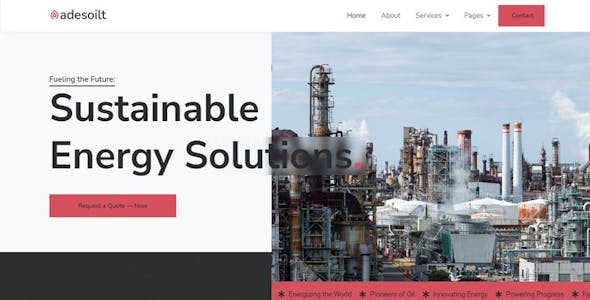 adesoilt
Home About Services Pages Contact
Fueling the Future:
Sustainable
Energy Solutions.
Request a Quote — Now
Energizing the World Pioneers of Oil Innovating Energy Powering Progress Fu